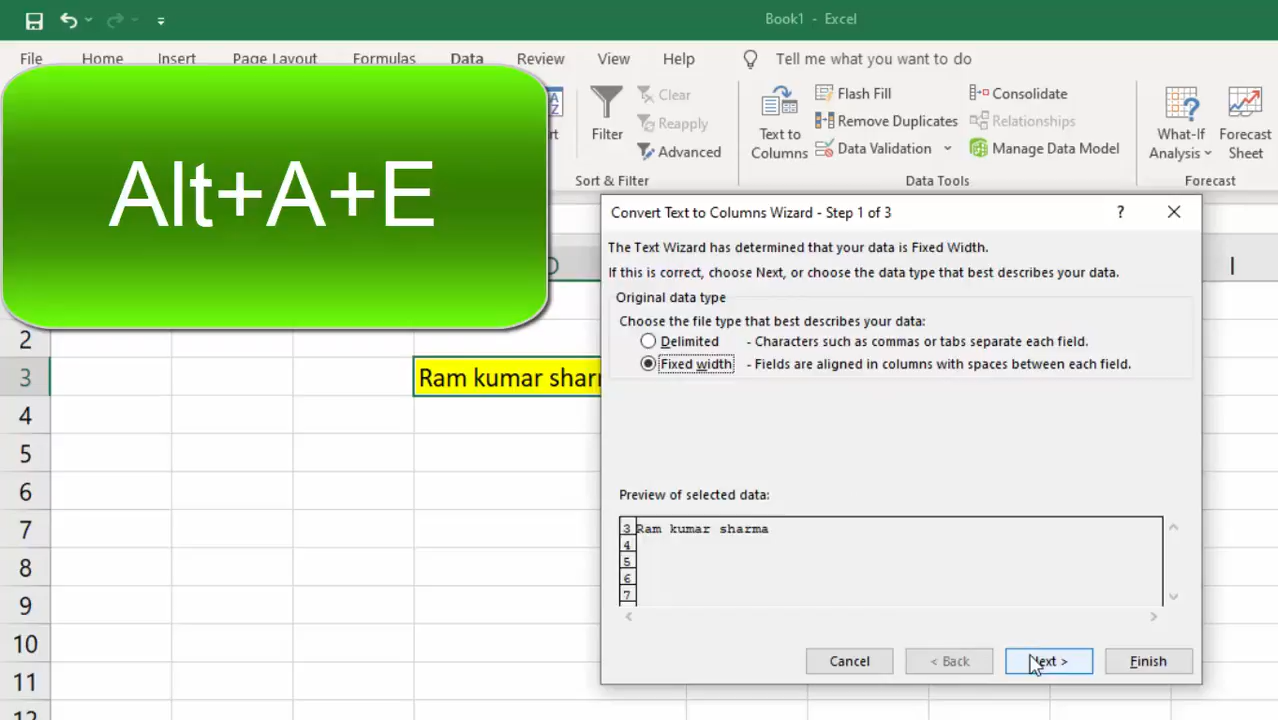 Book1 - Excel
File Home Insert Page Layout Formulas Data Review View Help Tell me what you want to do
Alt+A+E
Filter
Clear
Reapply
Advanced
Sort & Filter
Text to
Columns
Flash Fill
Remove Duplicates
Data Validation
Consolidate
Relationships
Manage Data Model
Data Tools
What-If
Analysis
Forecast
Sheet
Forecast
D I
2
3 Ram kumar shar
4
5
6
7
8
9
10
11
12
Convert Text to Columns Wizard - Step 1 of 3 ?
The Text Wizard has determined that your data is Fixed Width.
If this is correct, choose Next, or choose the data type that best describes your data.
Original data type
Choose the file type that best describes your data:
Delimited - Characters such as commas or tabs separate each field.
Fixed width - Fields are aligned in columns with spaces between each field.
Preview of selected data:
3 Ram kumar sharma
4
5
6
7
Cancel < Back Next > Finish